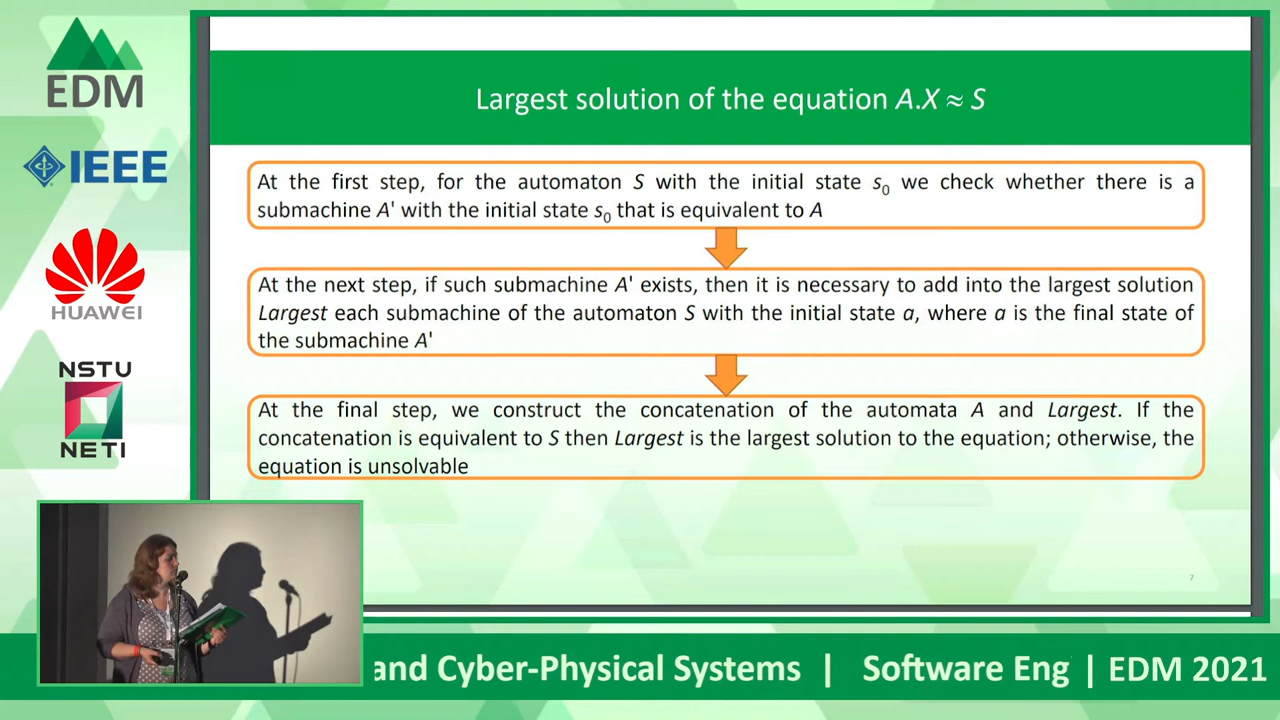 EDM
IEEE
HUAWEI
NSTU
NETI
Largest solution of the equation A.X ≈ S
At the first step, for the automaton S with the initial state s₀ we check whether there is a
submachine A' with the initial state s₀ that is equivalent to A
At the next step, if such submachine A' exists, then it is necessary to add into the largest solution
Largest each submachine of the automaton S with the initial state a, where a is the final state of
the submachine A'
At the final step, we construct the concatenation of the automata A and Largest. If the
concatenation is equivalent to S then Largest is the largest solution to the equation; otherwise, the
equation is unsolvable
7
and Cyber-Physical Systems | Software Eng | EDM 2021